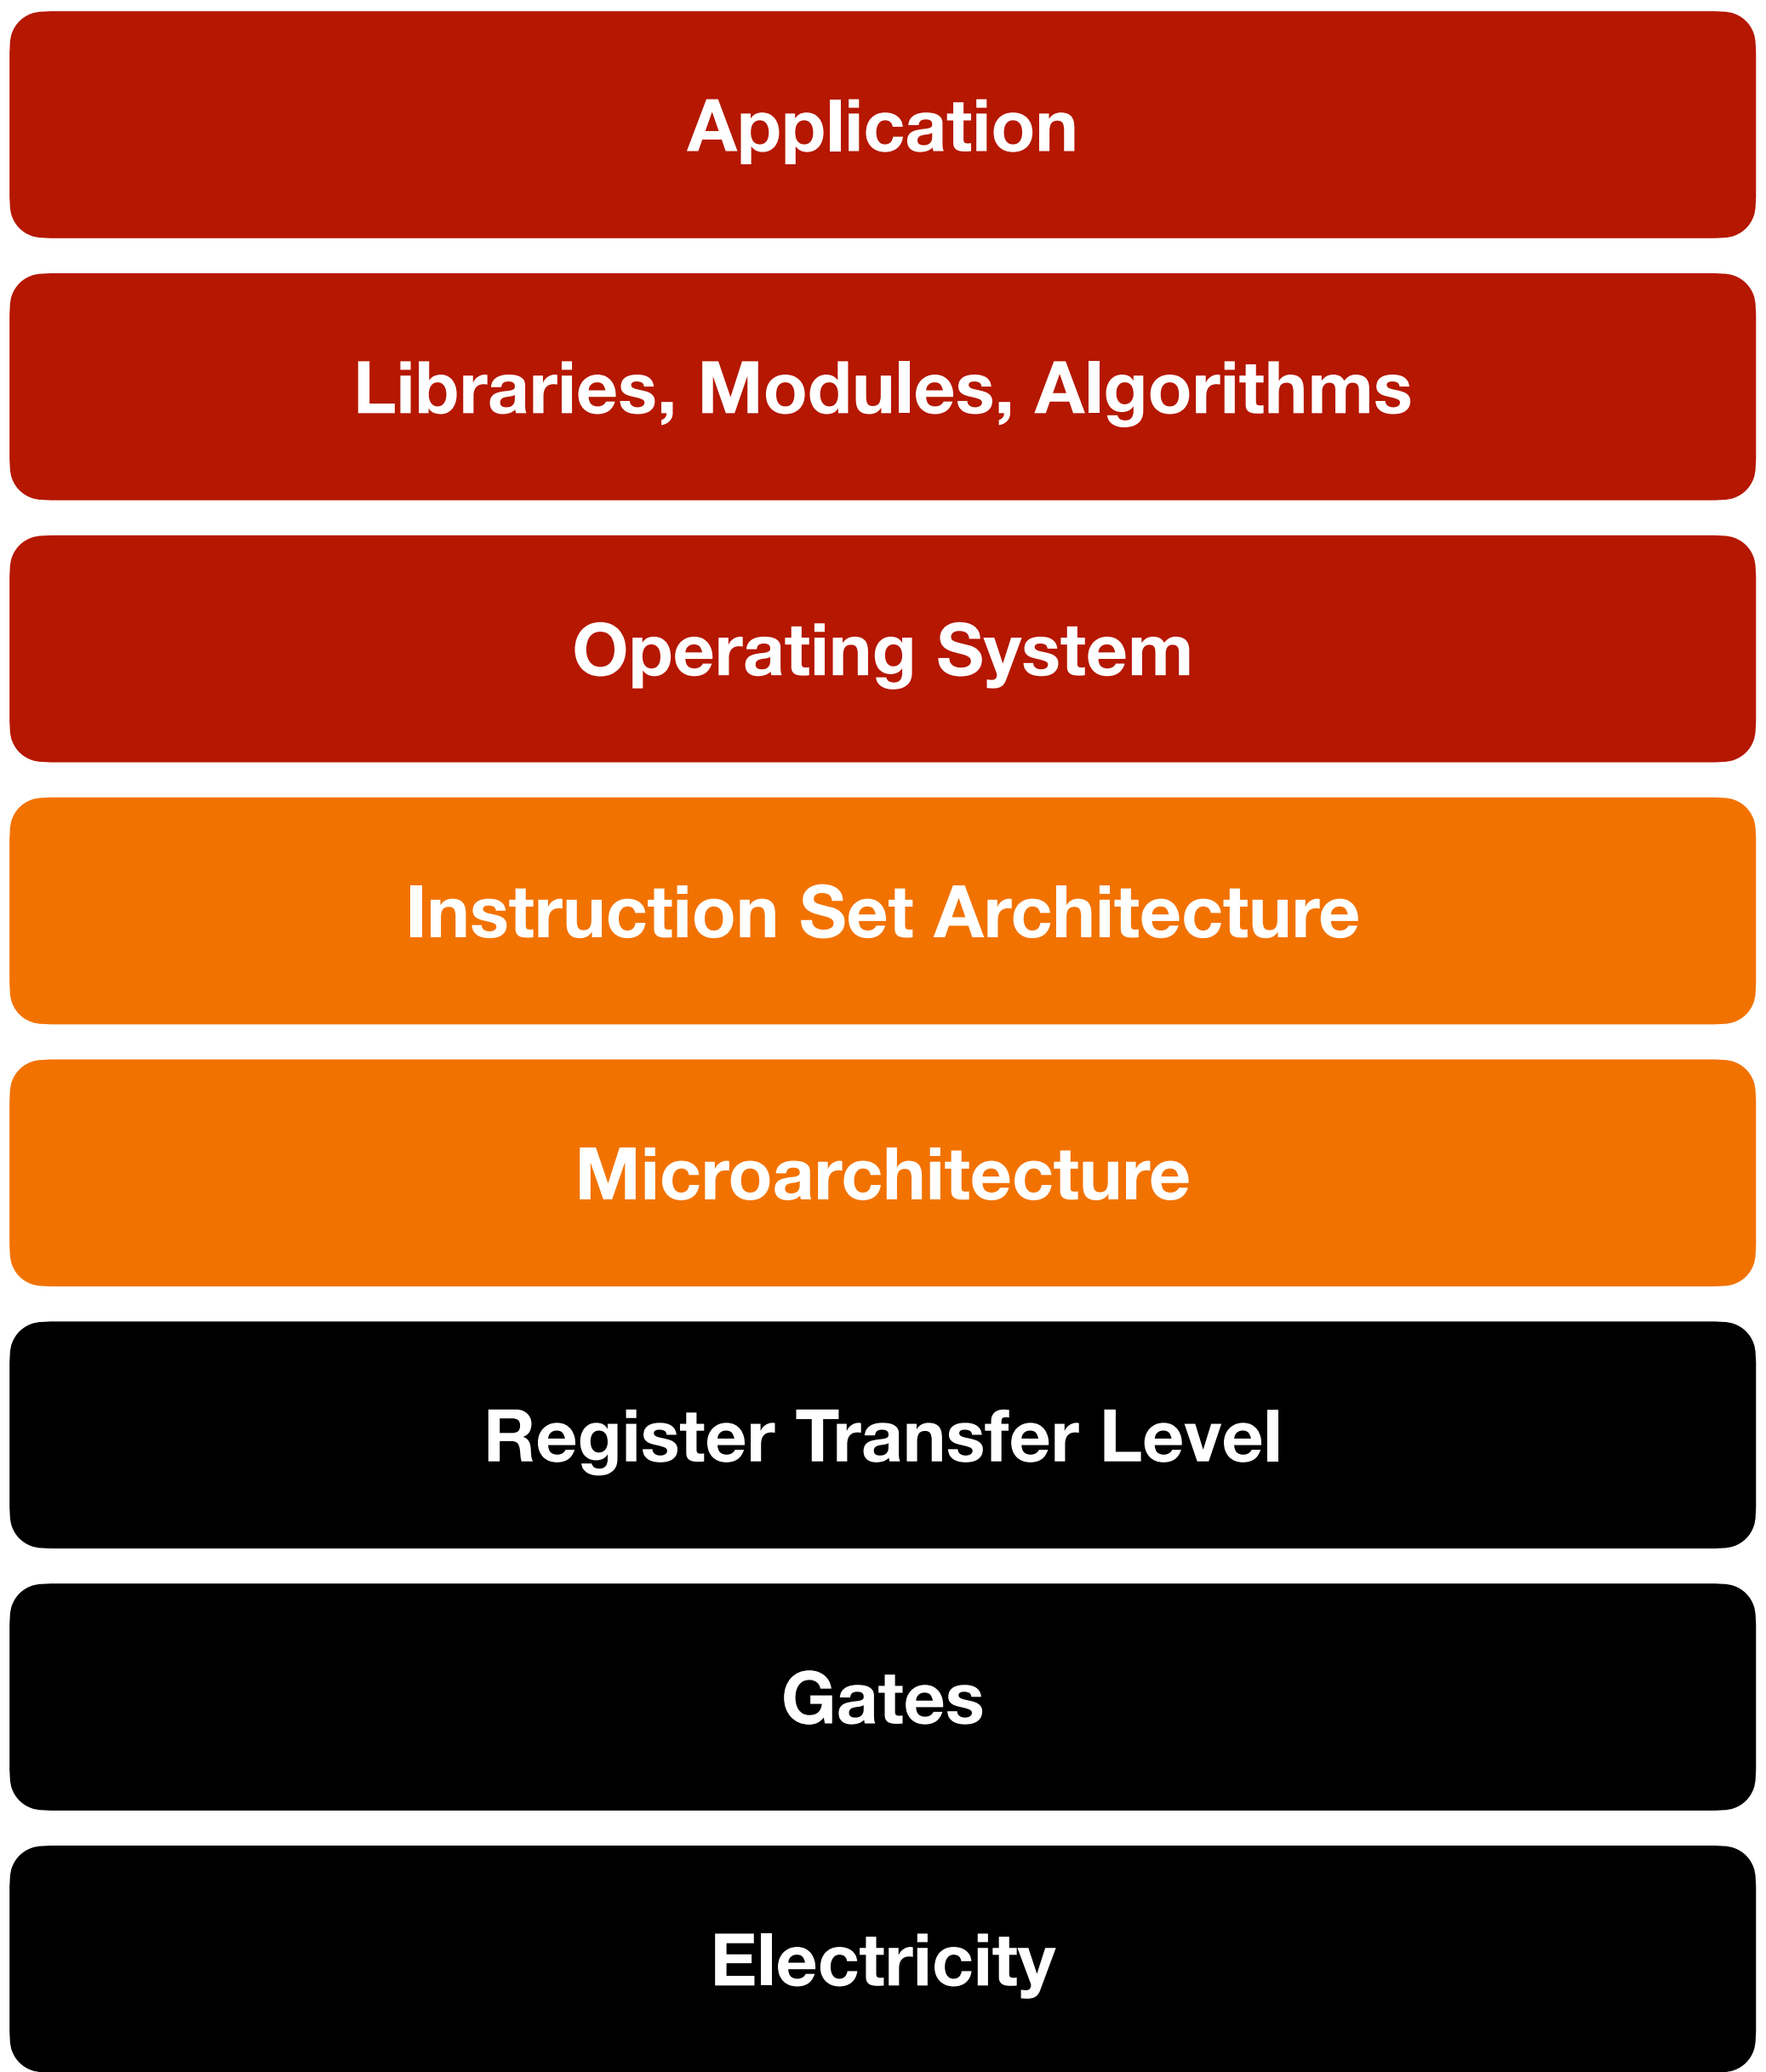 Application
Libraries, Modules, Algorithms
Operating System
Instruction Set Architecture
Microarchitecture
Register Transfer Level
Gates
Electricity